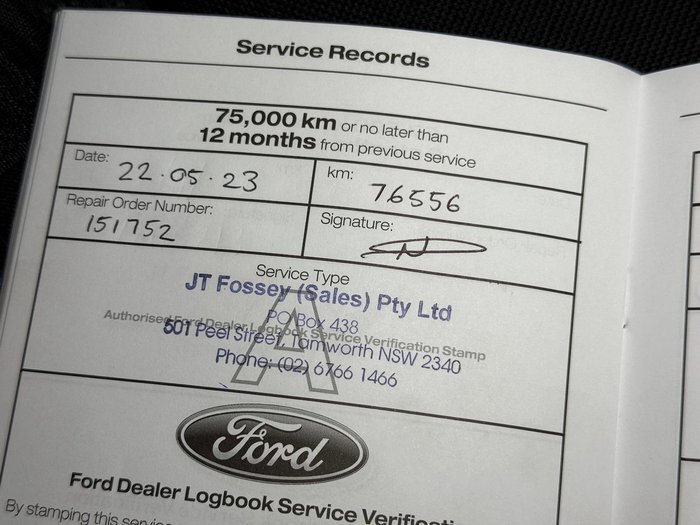 Service Records
75,000 km or no later than
12 months from previous service
Date: 22.05.23
km: 76556
Repair Order Number: 151752
Signature:
Service Type
A
JT Fossey (Sales) Pty Ltd
PO Box 438
Authorised Ford Dealer Logbook Service Verification Stamp
501 Peel Street, Tamworth NSW 2340
Phone: (02) 6766 1466
Ford
Ford Dealer Logbook Service
By stamping this